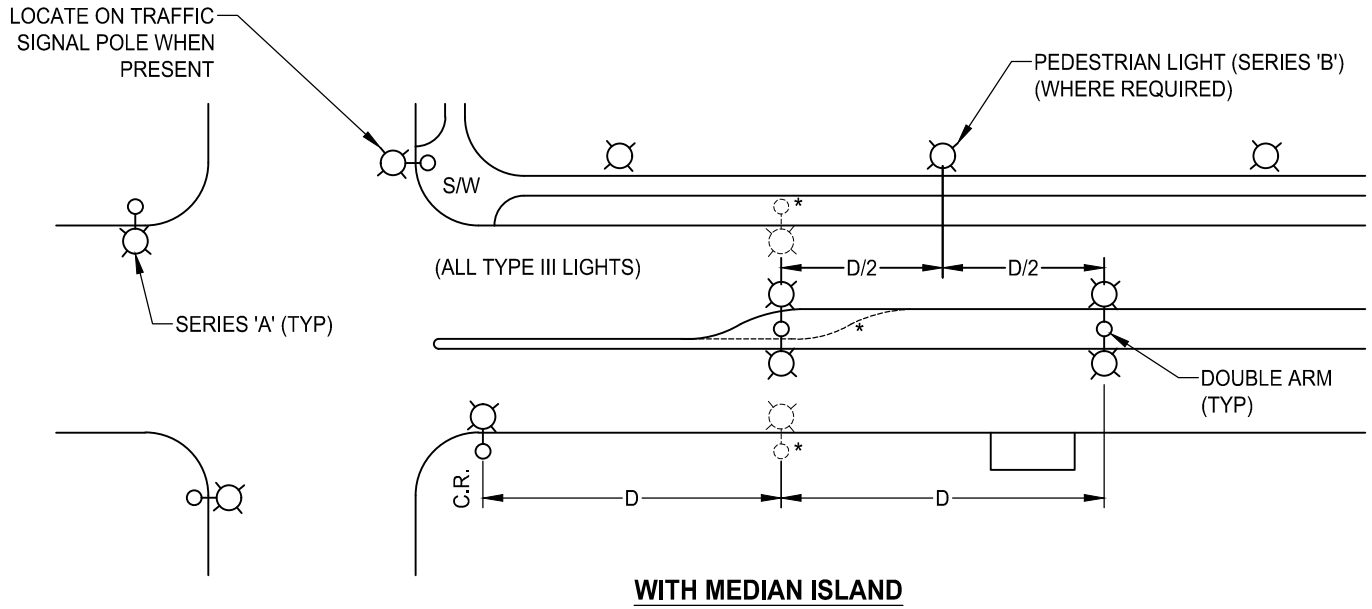 LOCATE ON TRAFFIC
SIGNAL POLE WHEN
PRESENT
PEDESTRIAN LIGHT (SERIES 'B')
(WHERE REQUIRED)
S/W
*
(ALL TYPE III LIGHTS)
D/2
D/2
SERIES 'A' (TYP)
*
DOUBLE ARM
(TYP)
*
C.R.
D
D
WITH MEDIAN ISLAND